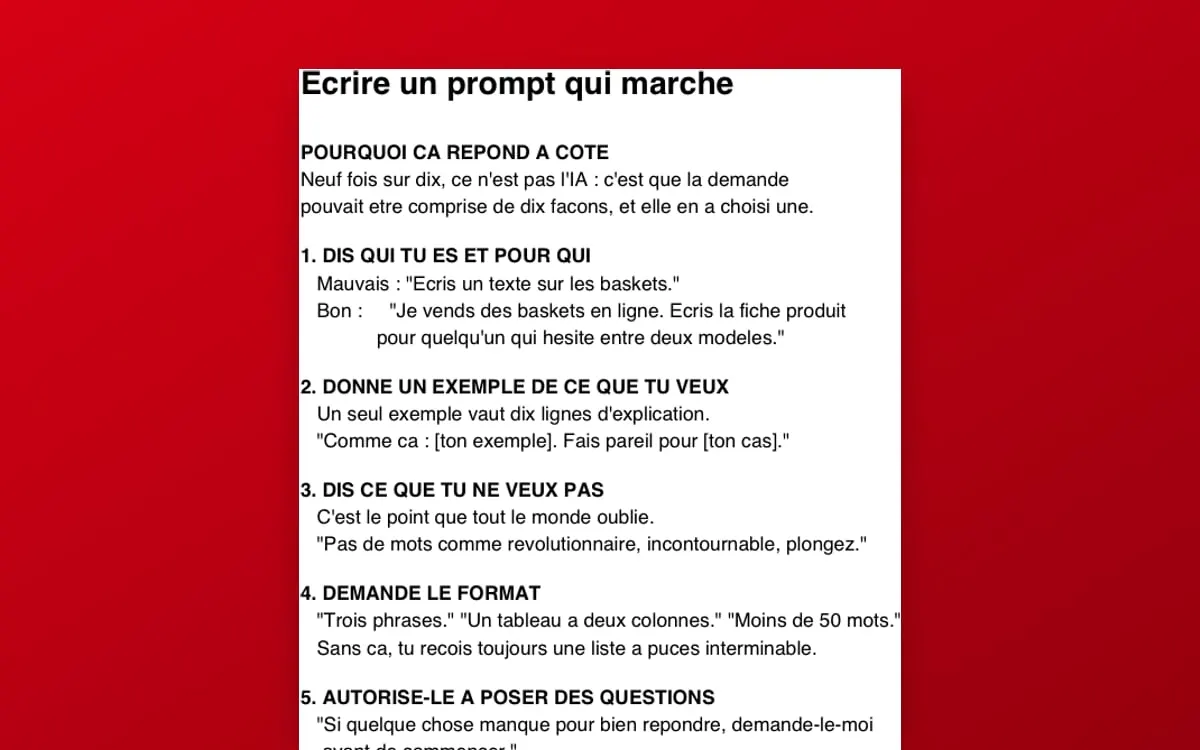 Ecrire un prompt qui marche
POURQUOI CA REPOND A COTE
Neuf fois sur dix, ce n'est pas l'IA : c'est que la demande
pouvait etre comprise de dix facons, et elle en a choisi une.
1. DIS QUI TU ES ET POUR QUI
Mauvais : "Ecris un texte sur les baskets."
Bon : "Je vends des baskets en ligne. Ecris la fiche produit
pour quelqu'un qui hesite entre deux modeles."
2. DONNE UN EXEMPLE DE CE QUE TU VEUX
Un seul exemple vaut dix lignes d'explication.
"Comme ca : [ton exemple]. Fais pareil pour [ton cas]."
3. DIS CE QUE TU NE VEUX PAS
C'est le point que tout le monde oublie.
"Pas de mots comme revolutionnaire, incontournable, plongez."
4. DEMANDE LE FORMAT
"Trois phrases." "Un tableau a deux colonnes." "Moins de 50 mots."
Sans ca, tu recois toujours une liste a puces interminable.
5. AUTORISE-LE A POSER DES QUESTIONS
"Si quelque chose manque pour bien repondre, demande-le-moi
avant de commencer."